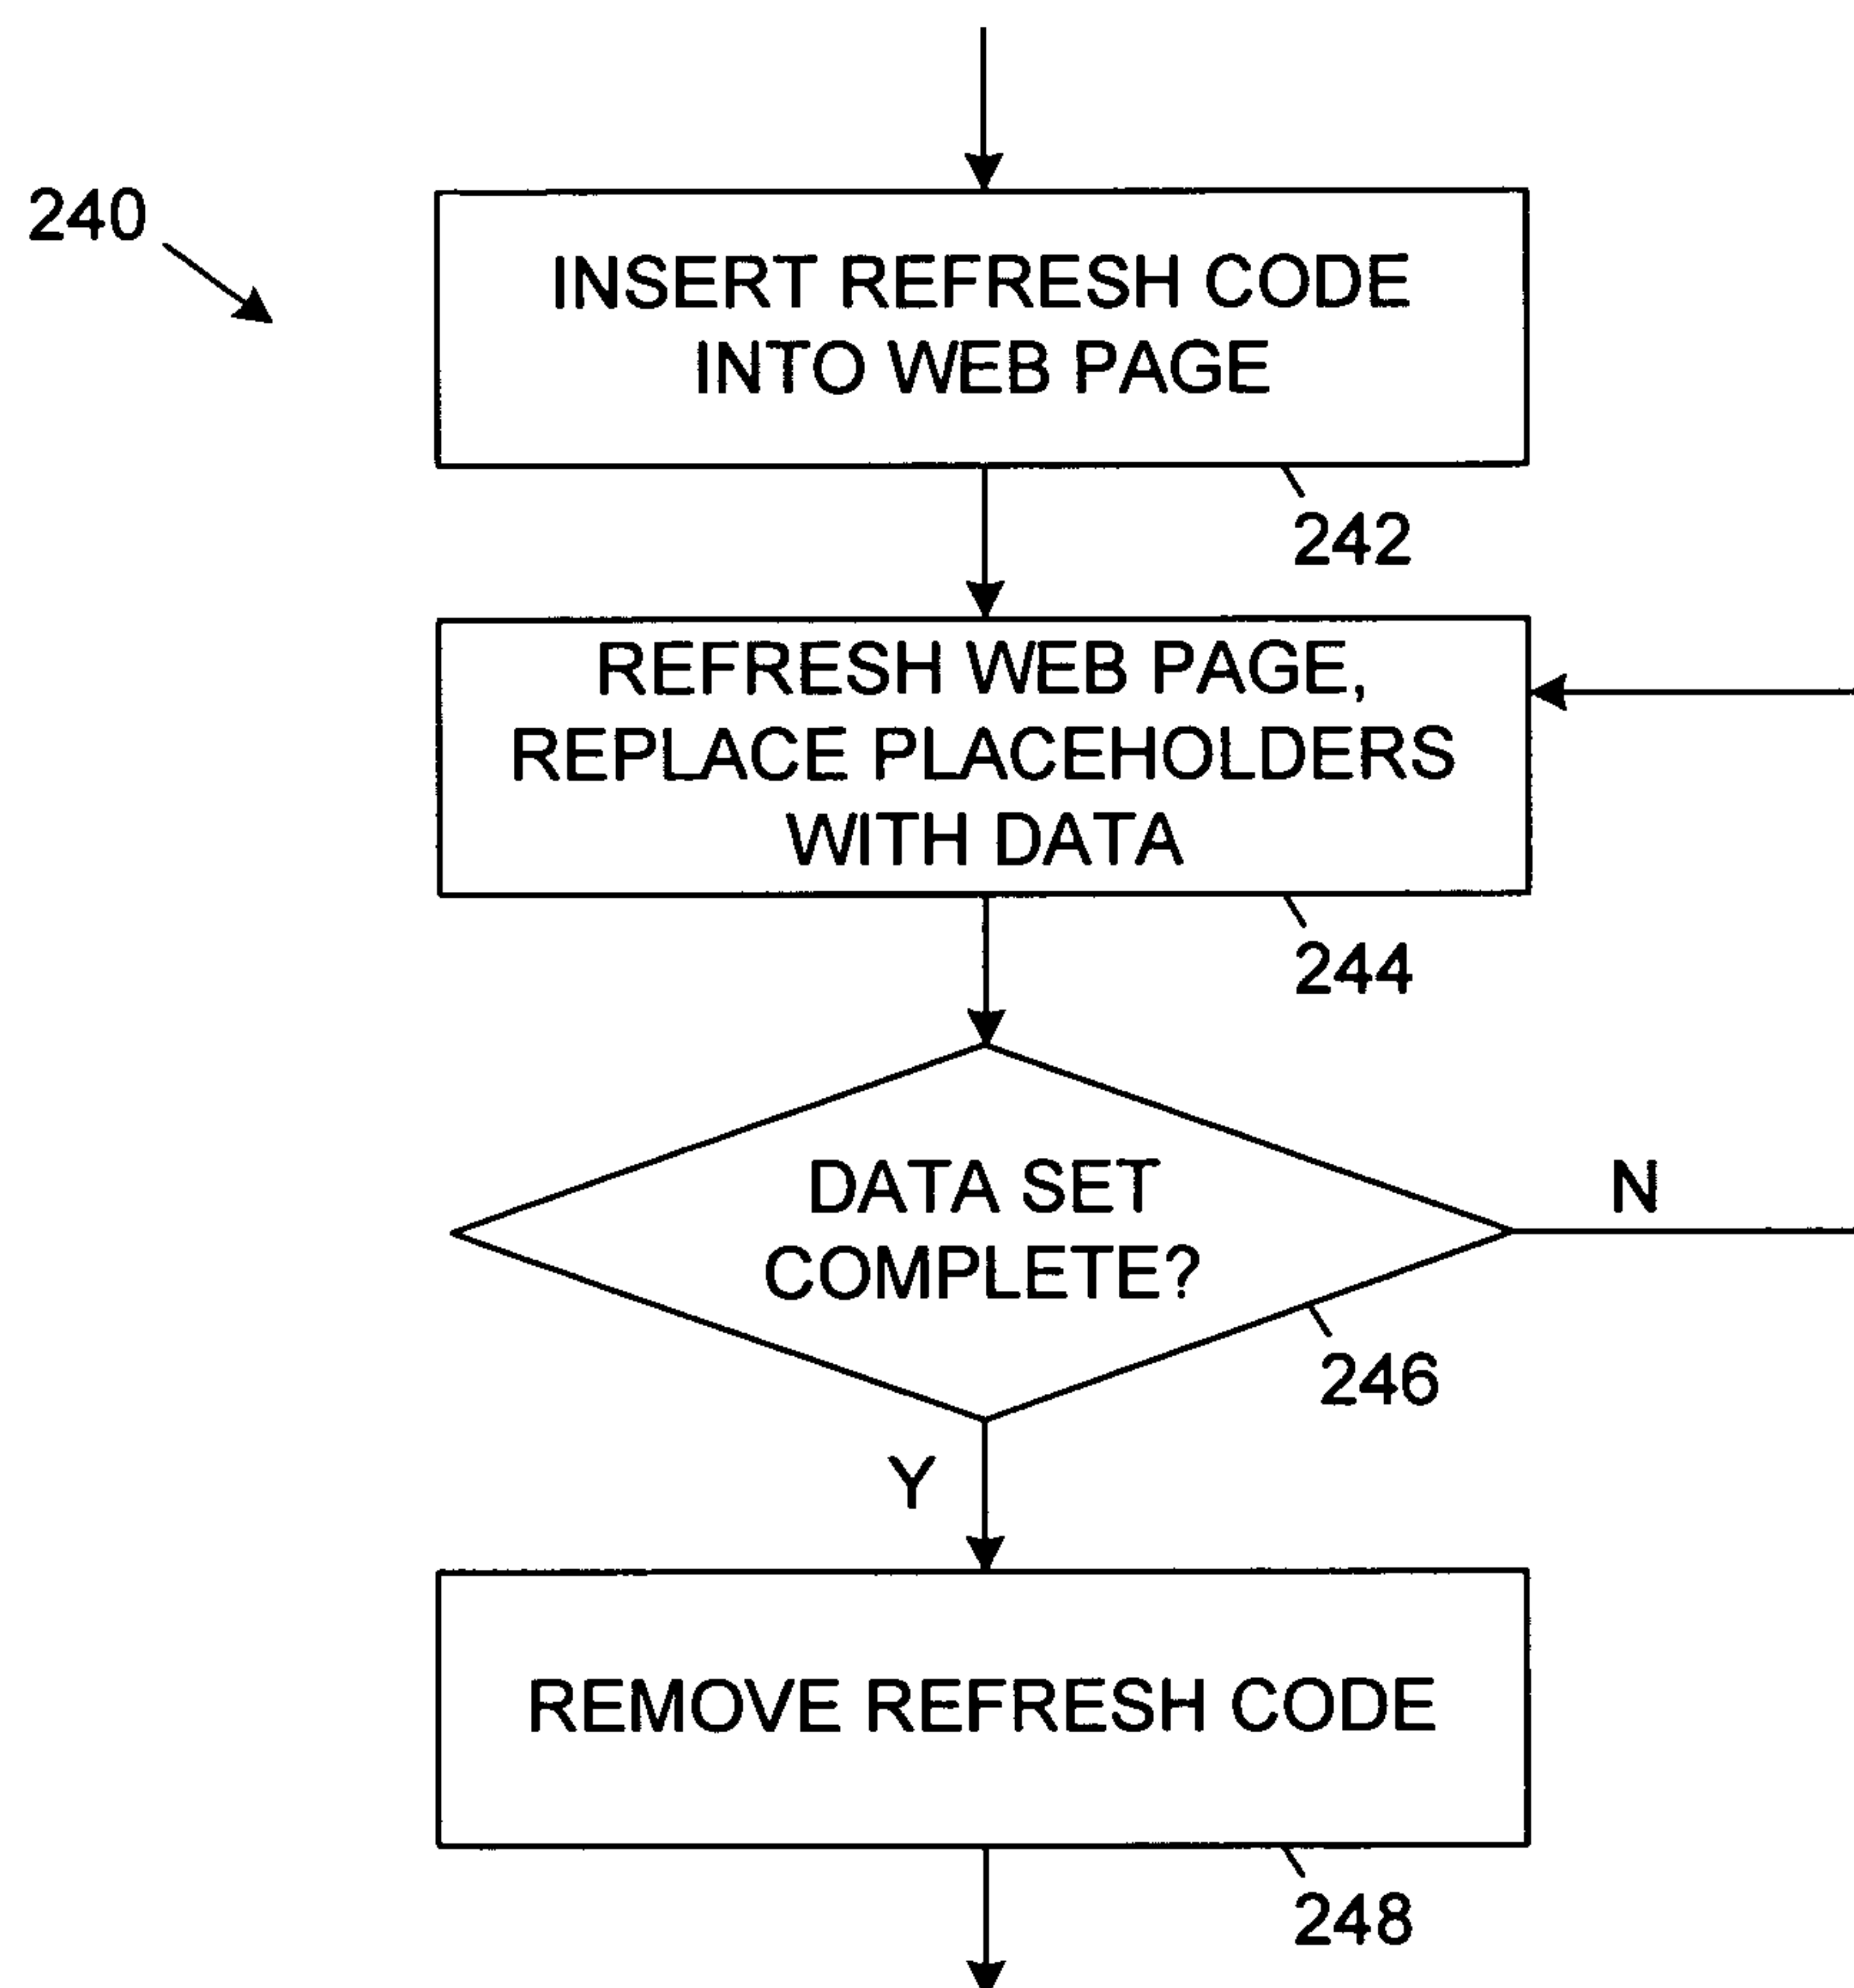 240
INSERT REFRESH CODE
INTO WEB PAGE
242
REFRESH WEB PAGE,
REPLACE PLACEHOLDERS
WITH DATA
244
DATA SET
COMPLETE?
N
246
Y
REMOVE REFRESH CODE
248